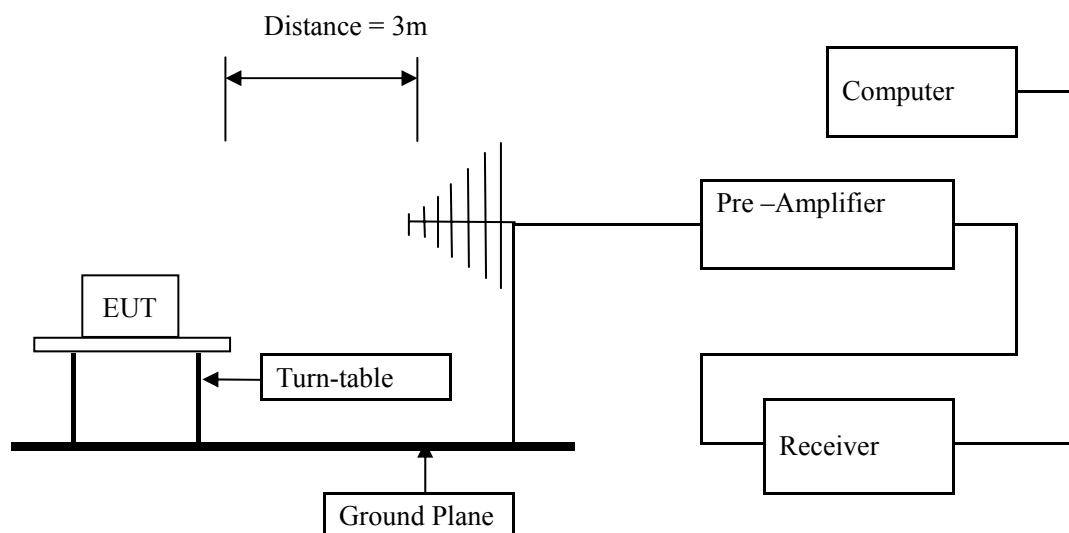 Distance = 3m
Computer
Pre –Amplifier
EUT
Turn-table
Receiver
Ground Plane